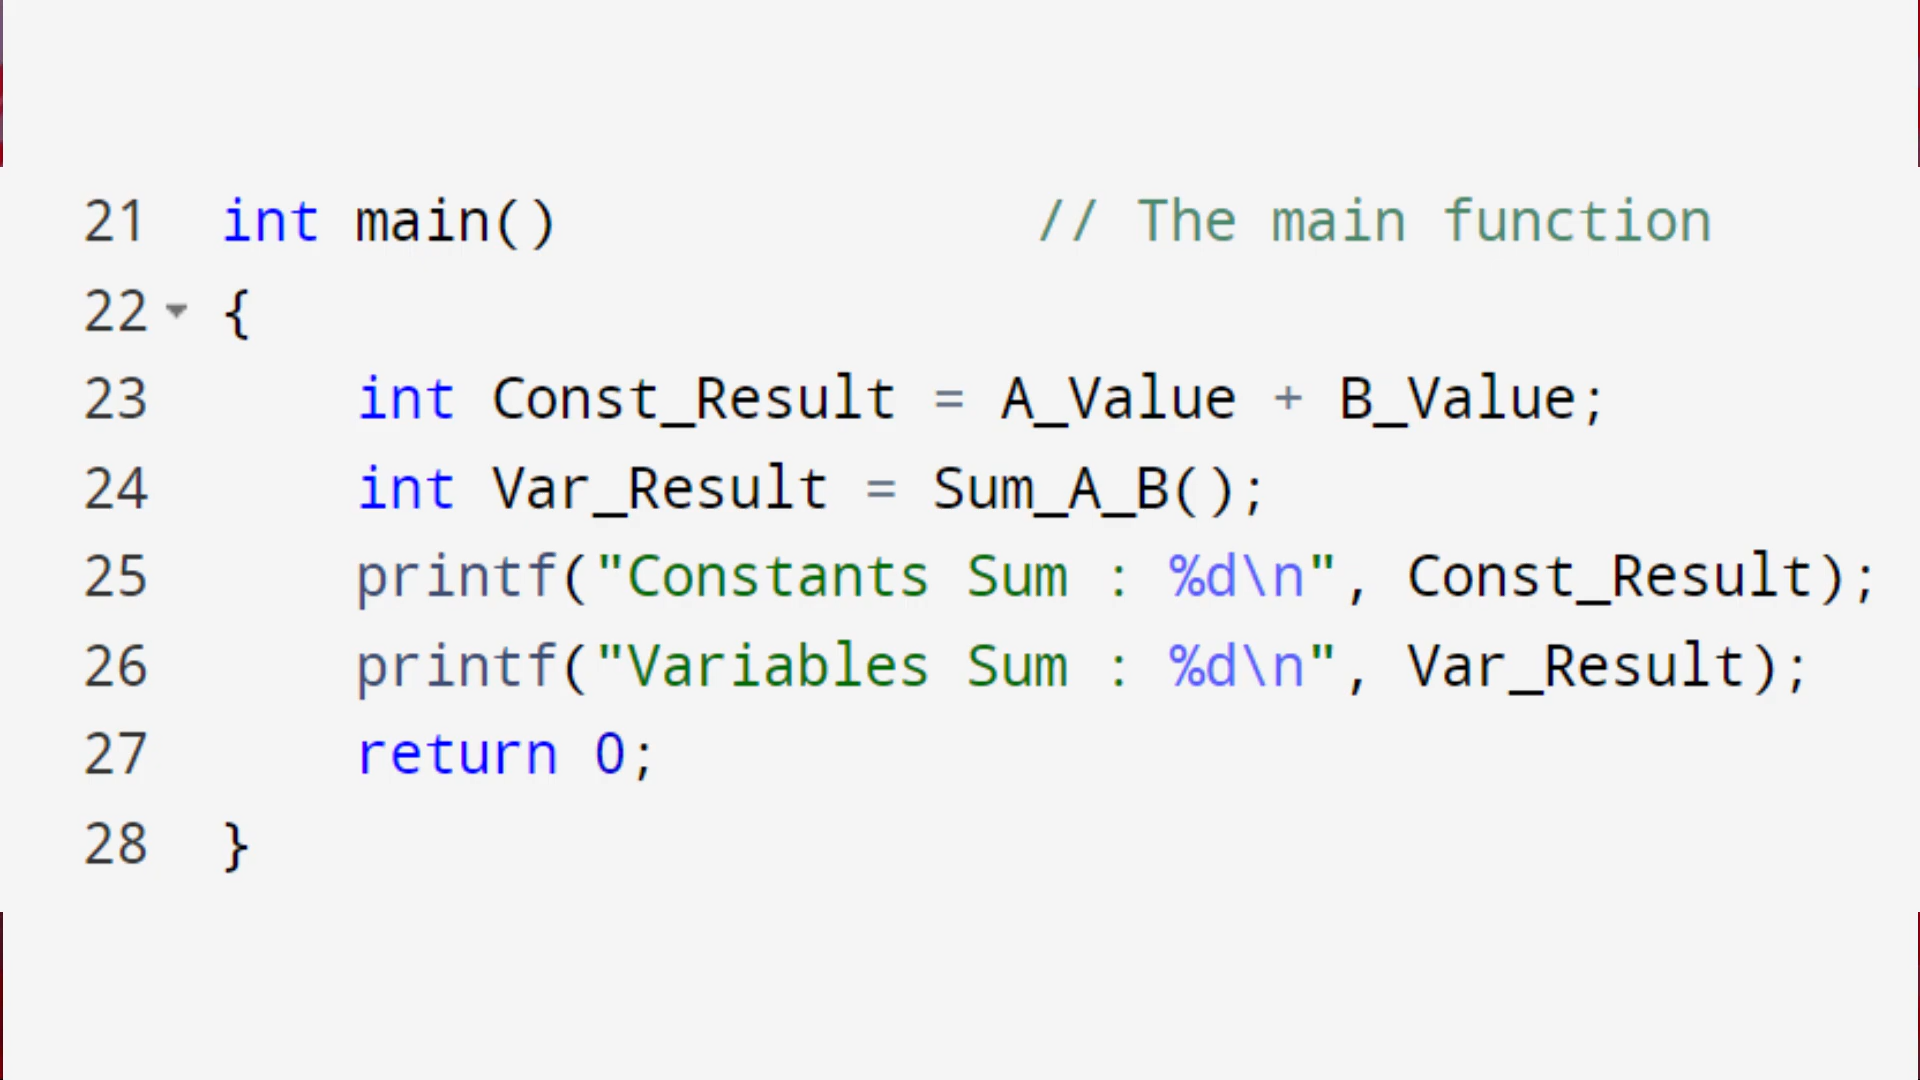 21 int main() // The main function
22 {
23 int Const_Result = A_Value + B_Value;
24 int Var_Result = Sum_A_B();
25 printf("Constants Sum : %d\n", Const_Result);
26 printf("Variables Sum : %d\n", Var_Result);
27 return 0;
28 }